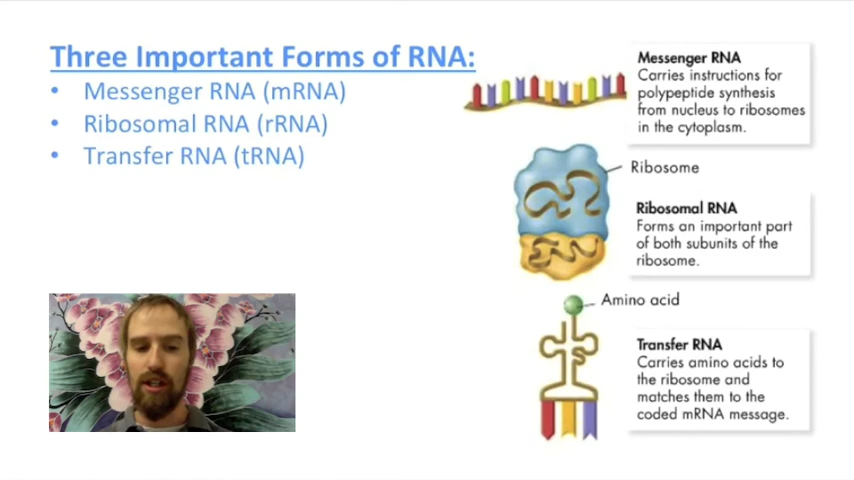 Three Important Forms of RNA:
• Messenger RNA (mRNA)
• Ribosomal RNA (rRNA)
• Transfer RNA (tRNA)
Messenger RNA
Carries instructions for
polypeptide synthesis
from nucleus to ribosomes
in the cytoplasm.
Ribosome
Ribosomal RNA
Forms an important part
of both subunits of the
ribosome.
Amino acid
Transfer RNA
Carries amino acids to
the ribosome and
matches them to the
coded mRNA message.